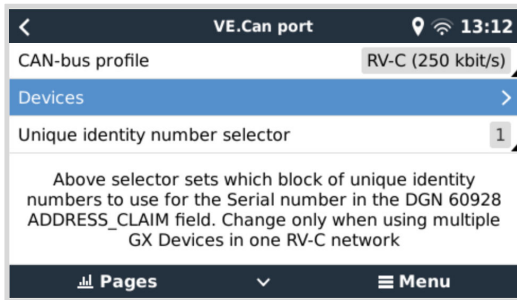 VE.Can port 13:12
CAN-bus profile RV-C (250 kbit/s)
Devices
Unique identity number selector 1
Above selector sets which block of unique identity
numbers to use for the Serial number in the DGN 60928
ADDRESS_CLAIM field. Change only when using multiple
GX Devices in one RV-C network
Pages Menu